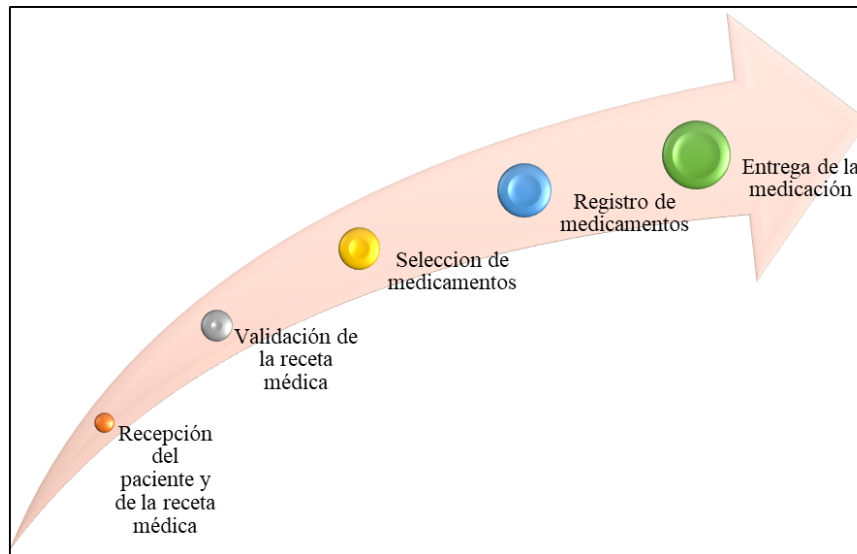 Recepción
del
paciente y
de la receta
médica
Validación de
la receta
médica
Seleccion de
medicamentos
Registro de
medicamentos
Entrega de la
medicación